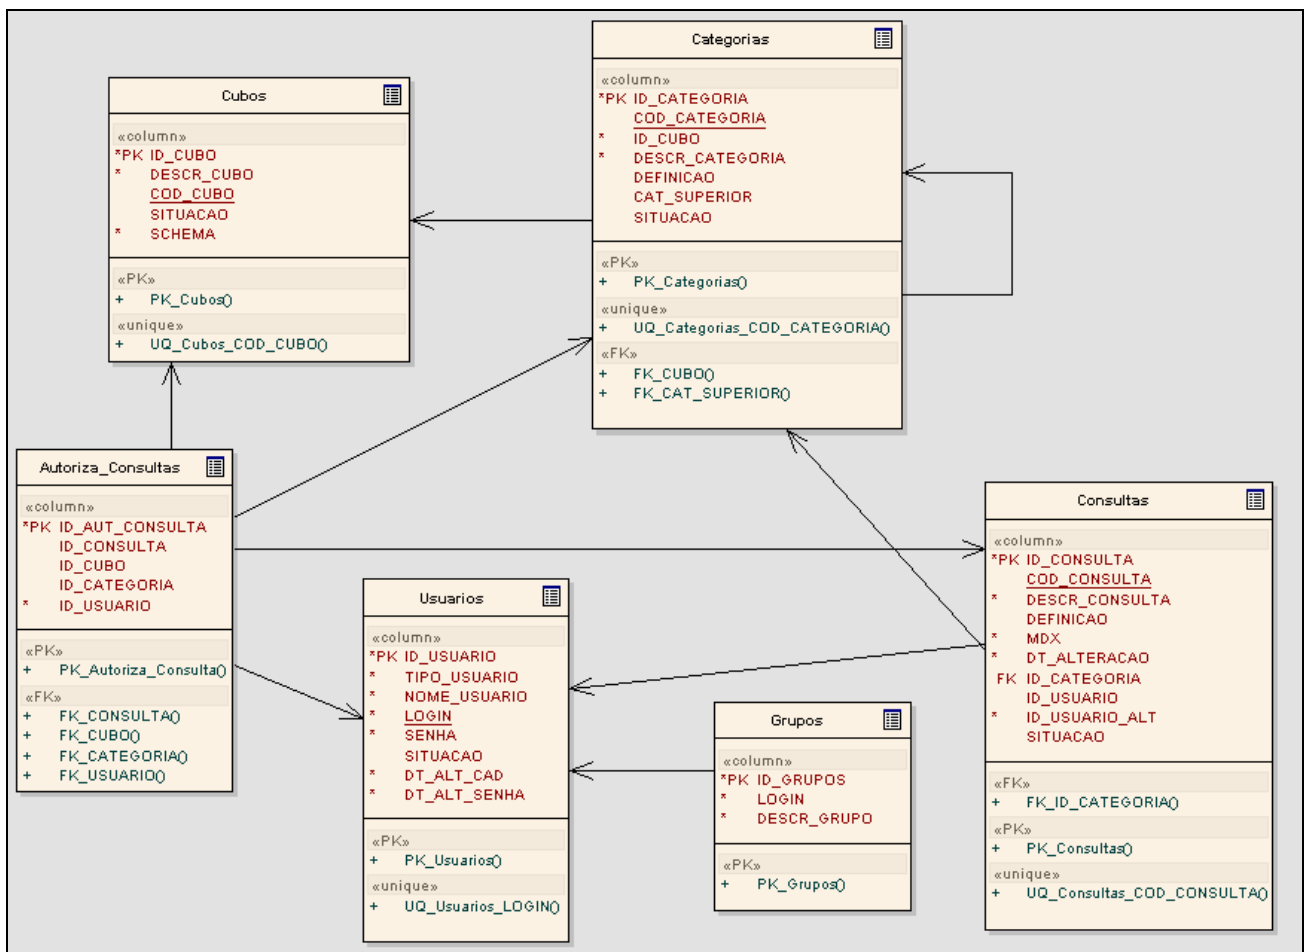 Cubos
«column»
*PK ID_CUBO
* DESCR_CUBO
COD_CUBO
SITUACAO
* SCHEMA
«PK»
+ PK_Cubos()
«unique»
+ UQ_Cubos_COD_CUBO()
Categorias
«column»
*PK ID_CATEGORIA
COD_CATEGORIA
* ID_CUBO
* DESCR_CATEGORIA
DEFINICAO
CAT_SUPERIOR
SITUACAO
«PK»
+ PK_Categorias()
«unique»
+ UQ_Categorias_COD_CATEGORIA()
«FK»
+ FK_CUBO()
+ FK_CAT_SUPERIOR()
Autoriza_Consultas
«column»
*PK ID_AUT_CONSULTA
ID_CONSULTA
ID_CUBO
ID_CATEGORIA
* ID_USUARIO
«PK»
+ PK_Autoriza_Consulta()
«FK»
+ FK_CONSULTA()
+ FK_CUBO()
+ FK_CATEGORIA()
+ FK_USUARIO()
Usuarios
«column»
*PK ID_USUARIO
* TIPO_USUARIO
* NOME_USUARIO
* LOGIN
* SENHA
SITUACAO
* DT_ALT_CAD
* DT_ALT_SENHA
«PK»
+ PK_Usuarios()
«unique»
+ UQ_Usuarios_LOGIN()
Grupos
«column»
*PK ID_GRUPOS
* LOGIN
* DESCR_GRUPO
«PK»
+ PK_Grupos()
Consultas
«column»
*PK ID_CONSULTA
COD_CONSULTA
* DESCR_CONSULTA
DEFINICAO
* MDX
* DT_ALTERACAO
FK ID_CATEGORIA
ID_USUARIO
* ID_USUARIO_ALT
SITUACAO
«FK»
+ FK_ID_CATEGORIA()
«PK»
+ PK_Consultas()
«unique»
+ UQ_Consultas_COD_CONSULTA()